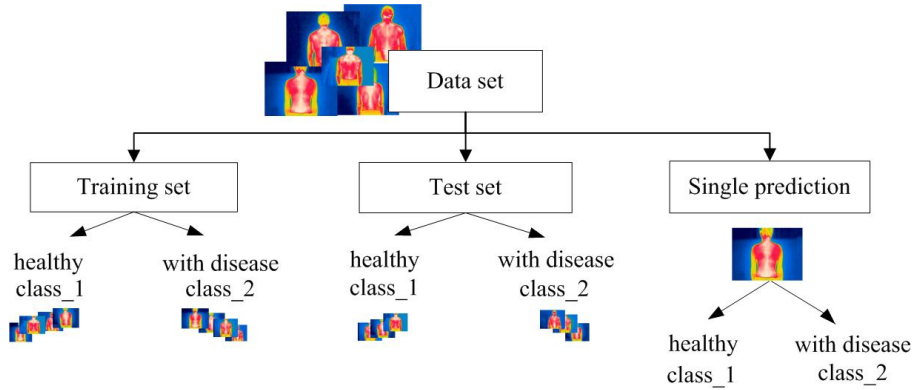 Data set
Training set
Test set
Single prediction
healthy
class_1
with disease
class_2
healthy
class_1
with disease
class_2
healthy
class_1
with disease
class_2